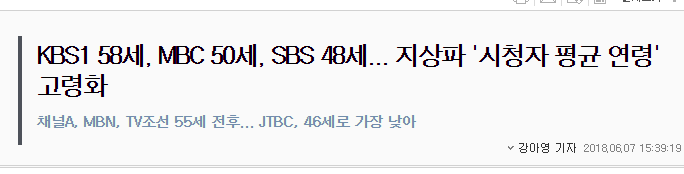 KBS1 58세, MBC 50세, SBS 48세... 지상파 '시청자 평균 연령'
고령화
채널A, MBN, TV조선 55세 전후... JTBC, 46세로 가장 낮아
강아영 기자 2018.06.07 15:39:19